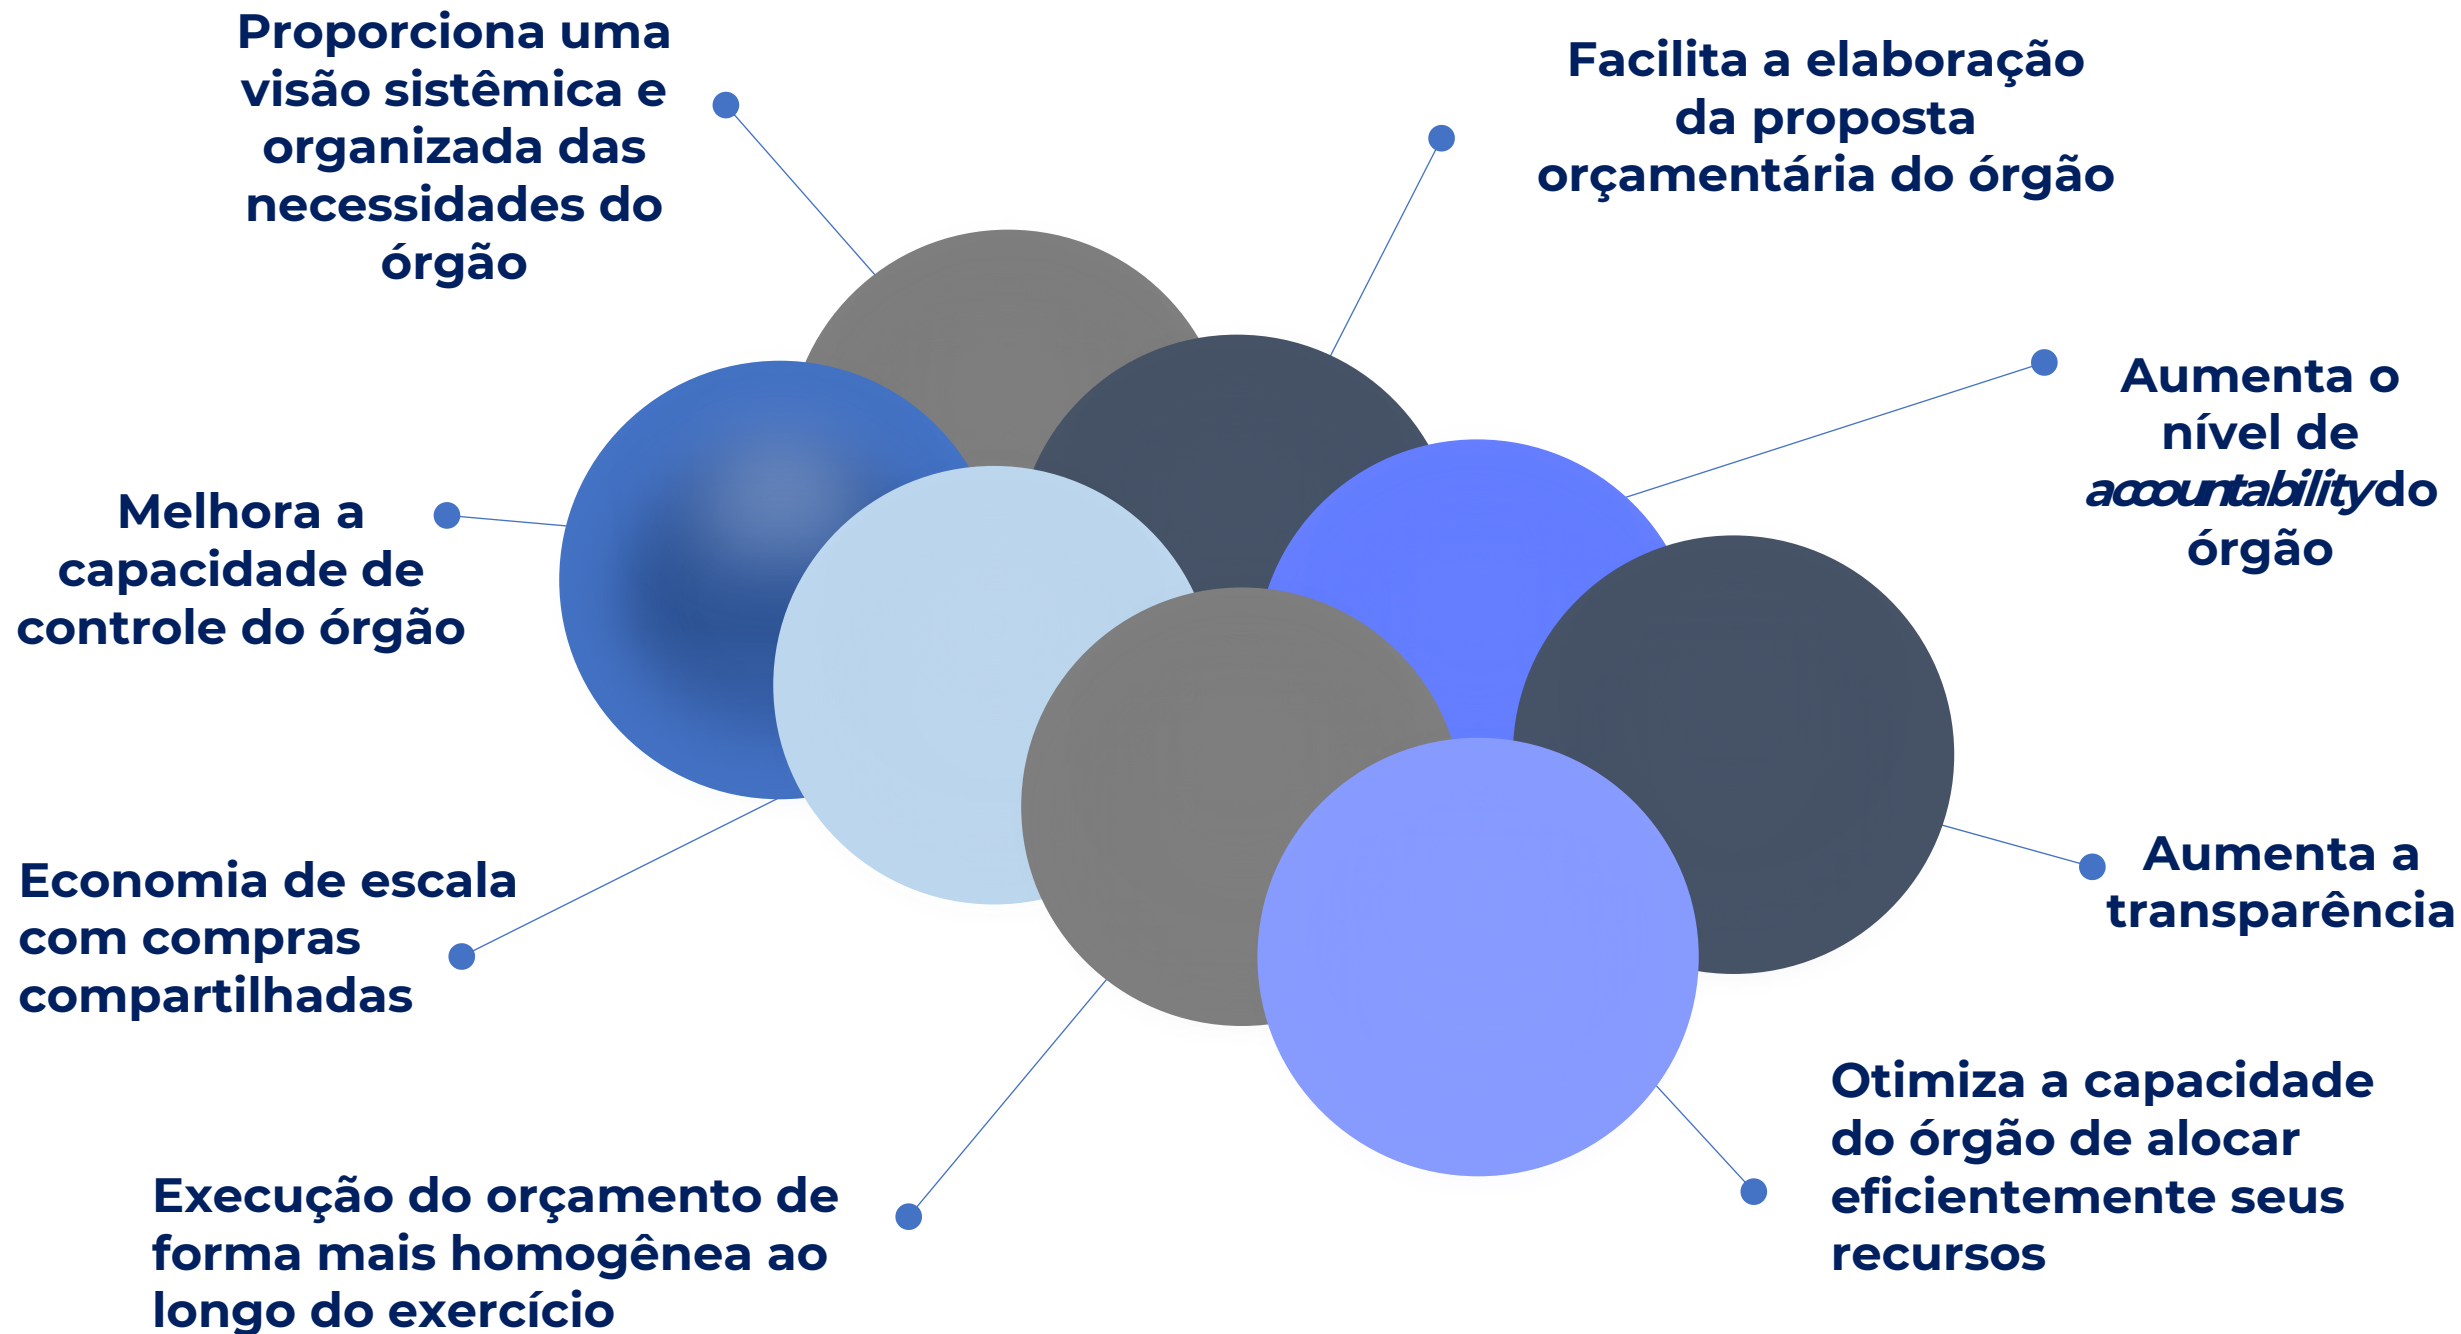 Proporciona uma
visão sistêmica e
organizada das
necessidades do
órgão
Facilita a elaboração
da proposta
orçamentária do órgão
Aumenta o
nível de
accountability do
órgão
Melhora a
capacidade de
controle do órgão
Economia de escala
com compras
compartilhadas
Aumenta a
transparência
Execução do orçamento de
forma mais homogênea ao
longo do exercício
Otimiza a capacidade
do órgão de alocar
eficientemente seus
recursos